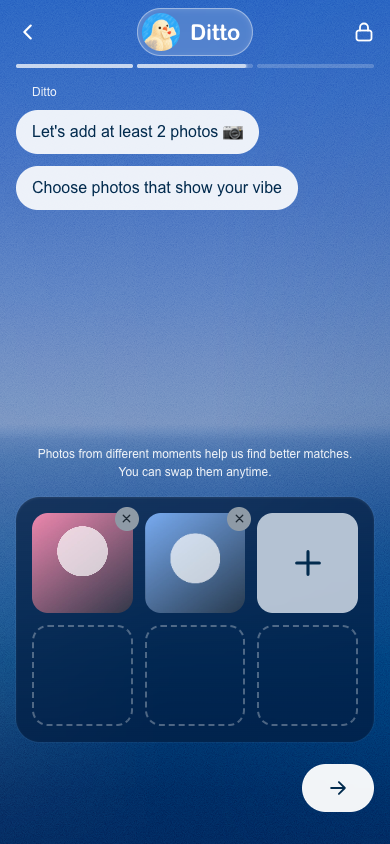 Ditto
Ditto
Let's add at least 2 photos 📷
Choose photos that show your vibe
Photos from different moments help us find better matches.
You can swap them anytime.